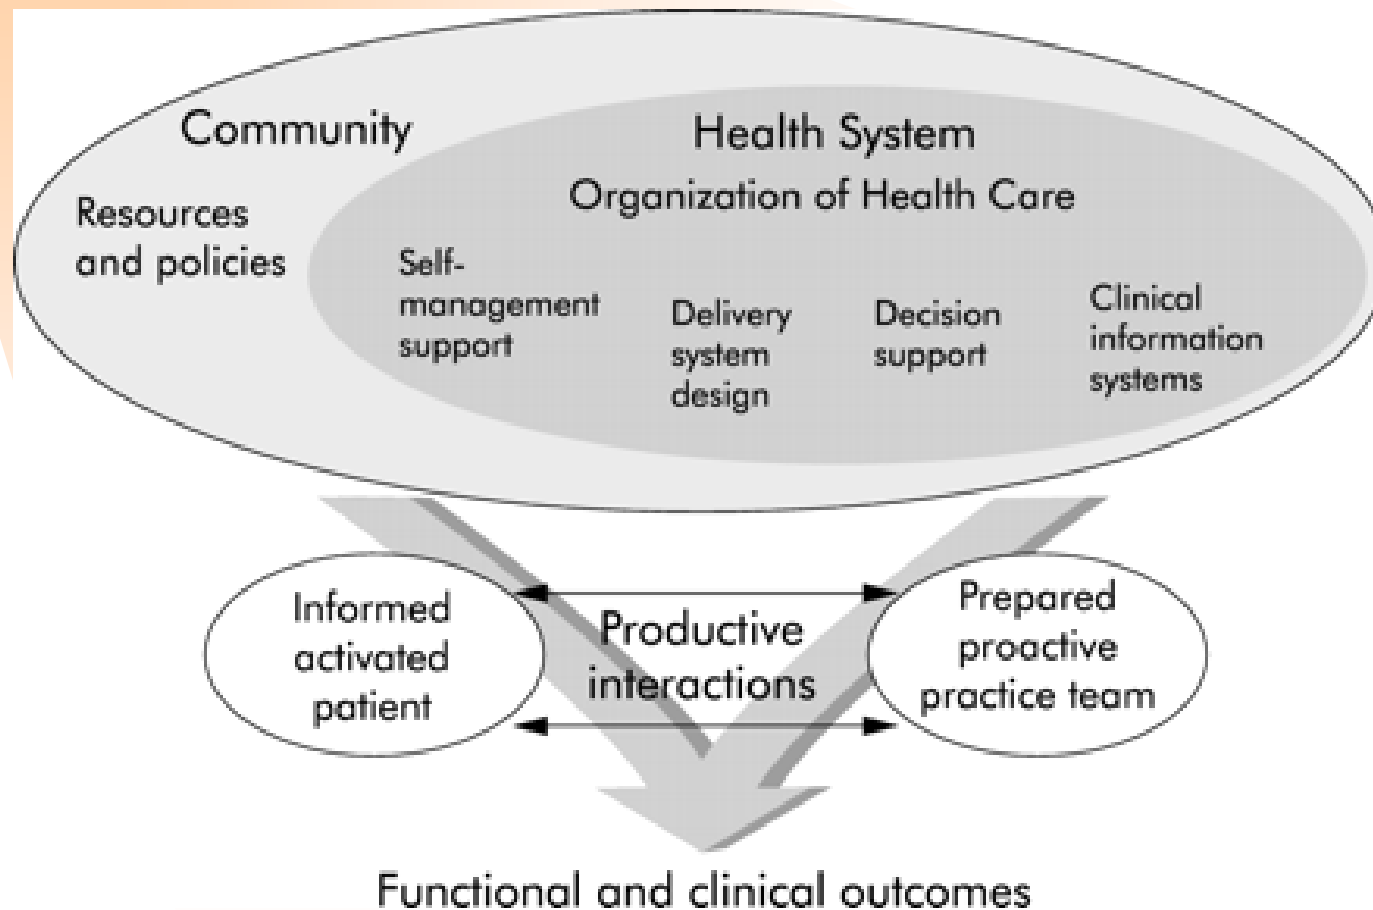 Community
Resources
and policies
Health System
Organization of Health Care
Self-
management
support
Delivery
system
design
Decision
support
Clinical
information
systems
Informed
activated
patient
Productive
interactions
Prepared
proactive
practice team
Functional and clinical outcomes